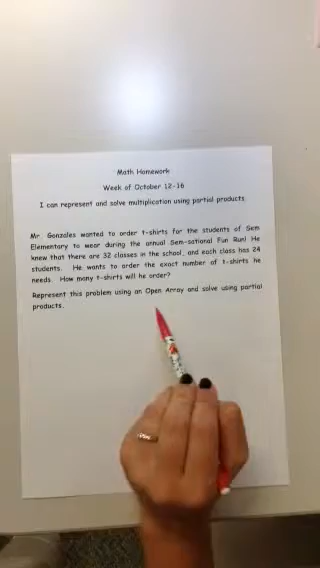 Math Homework
Week of October 12-16
I can represent and solve multiplication using partial products.
Mr. Gonzales wanted to order t-shirts for the students of Sem
Elementary to wear during the annual Sem-sational Fun Run! He
knew that there are 32 classes in the school, and each class has 24
students. He wants to order the exact number of t-shirts he
needs. How many t-shirts will he order?
Represent this problem using an Open Array and solve using partial
products.